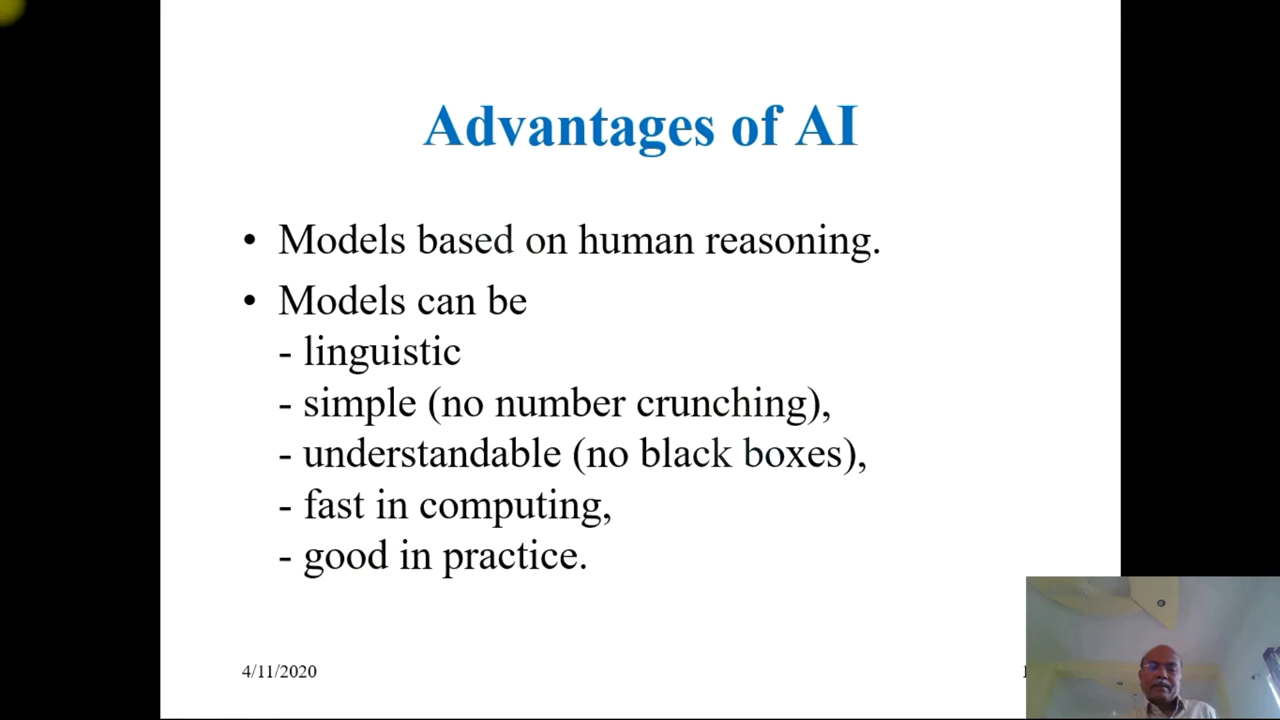 Advantages of AI
• Models based on human reasoning.
• Models can be
- linguistic
- simple (no number crunching),
- understandable (no black boxes),
- fast in computing,
- good in practice.
4/11/2020